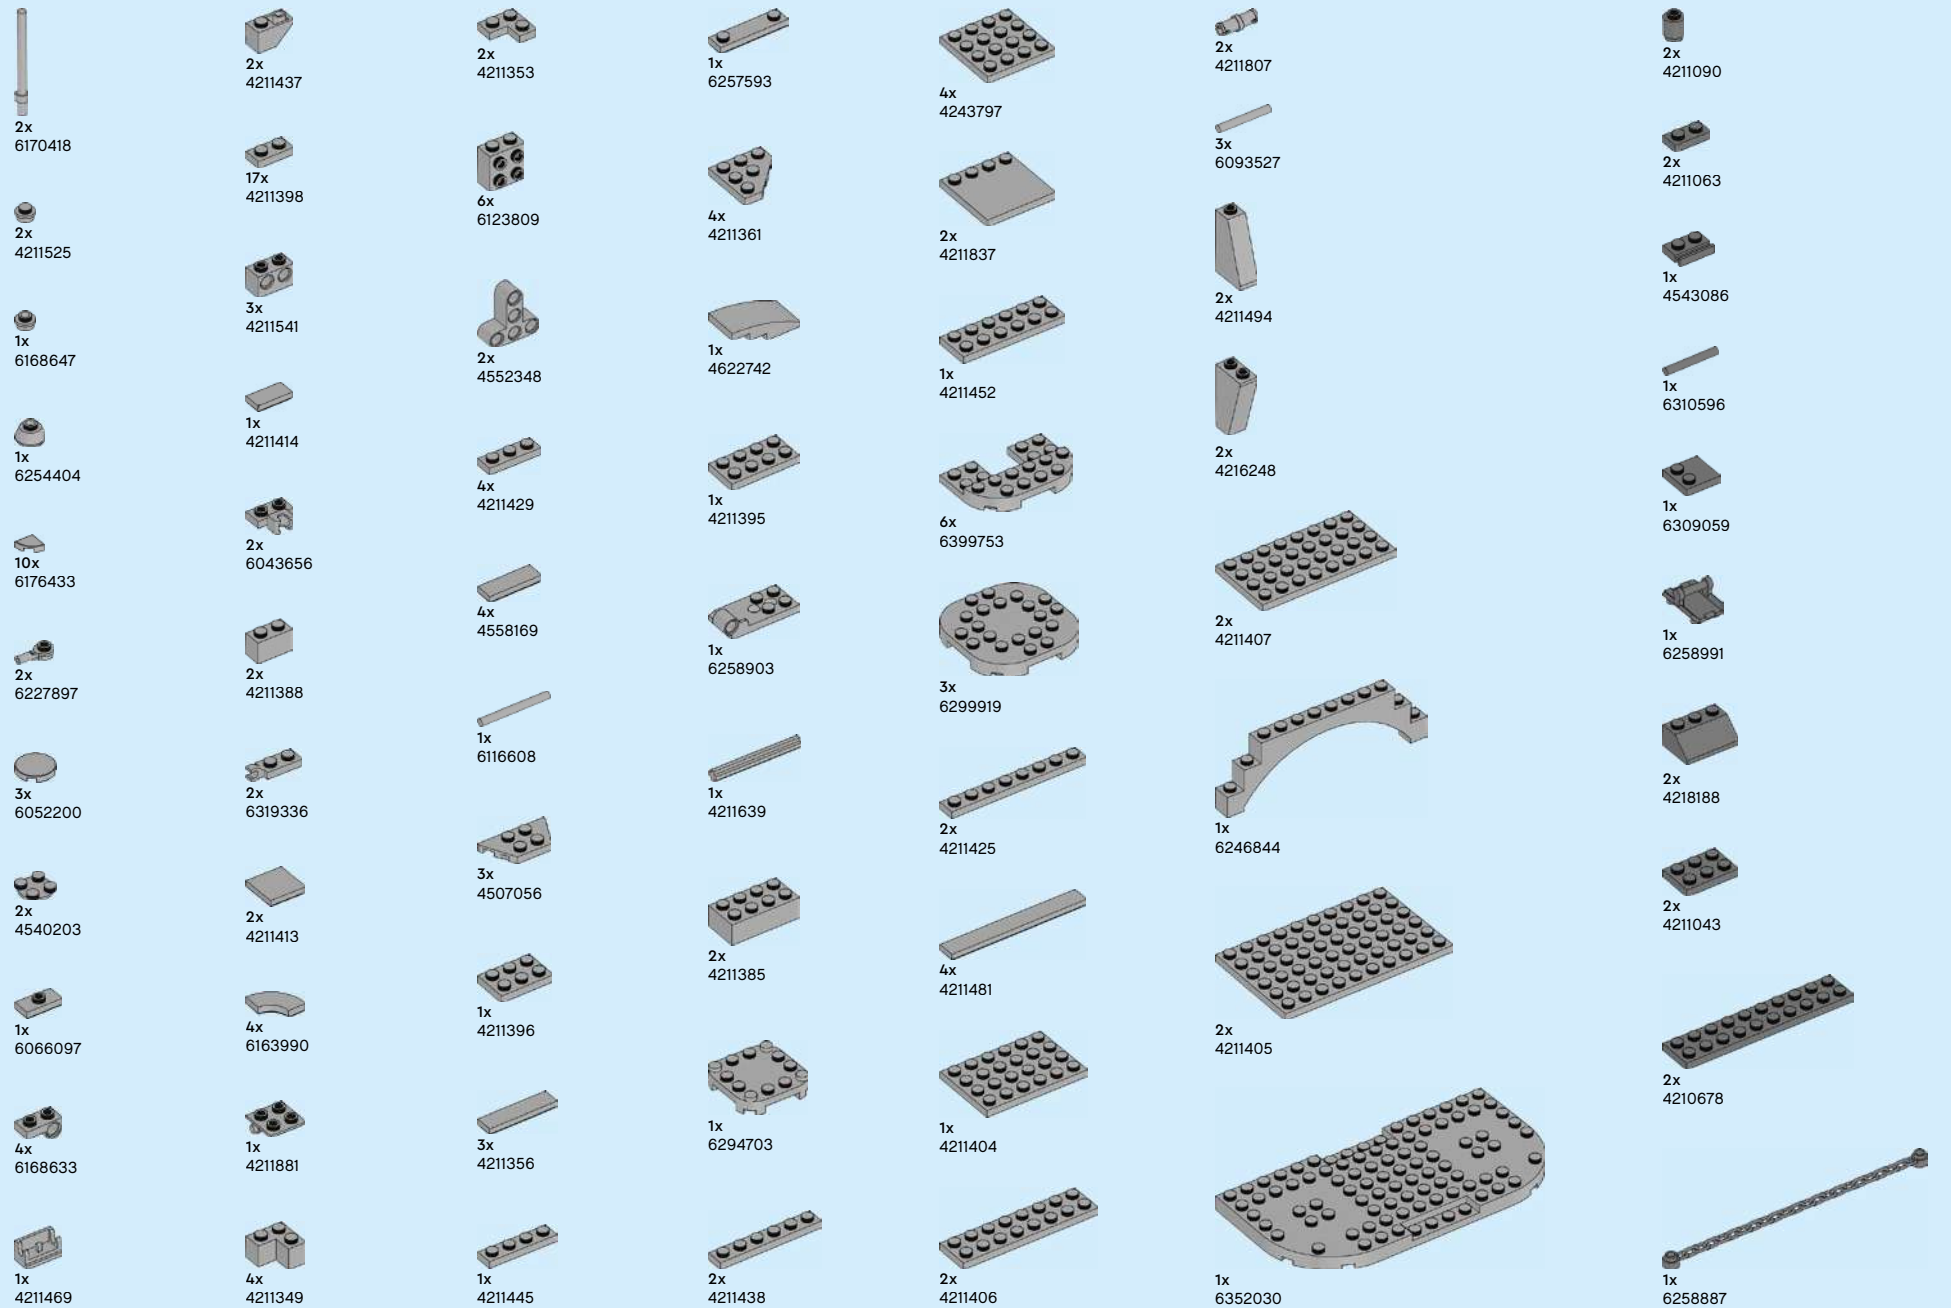 2x
6170418
2x
4211525
1x
6168647
1x
6254404
10x
6176433
2x
6227897
3x
6052200
2x
4540203
1x
6066097
4x
6168633
1x
4211469
2x
4211437
17x
4211398
3x
4211541
1x
4211414
2x
6043656
2x
4211388
2x
6319336
2x
4211413
4x
6163990
1x
4211881
4x
4211349
2x
4211353
6x
6123809
2x
4552348
4x
4211429
4x
4558169
1x
6116608
3x
4507056
1x
4211396
3x
4211356
1x
4211445
1x
6257593
4x
4211361
1x
4622742
1x
4211395
1x
6258903
1x
4211639
2x
4211385
1x
6294703
2x
4211438
4x
4243797
2x
4211837
1x
4211452
6x
6399753
3x
6299919
2x
4211425
4x
4211481
1x
4211404
2x
4211406
2x
4211807
3x
6093527
2x
4211494
2x
4216248
2x
4211407
1x
6246844
2x
4211405
1x
6352030
2x
4211090
2x
4211063
1x
4543086
1x
6310596
1x
6309059
1x
6258991
2x
4218188
2x
4211043
2x
4210678
1x
6258887